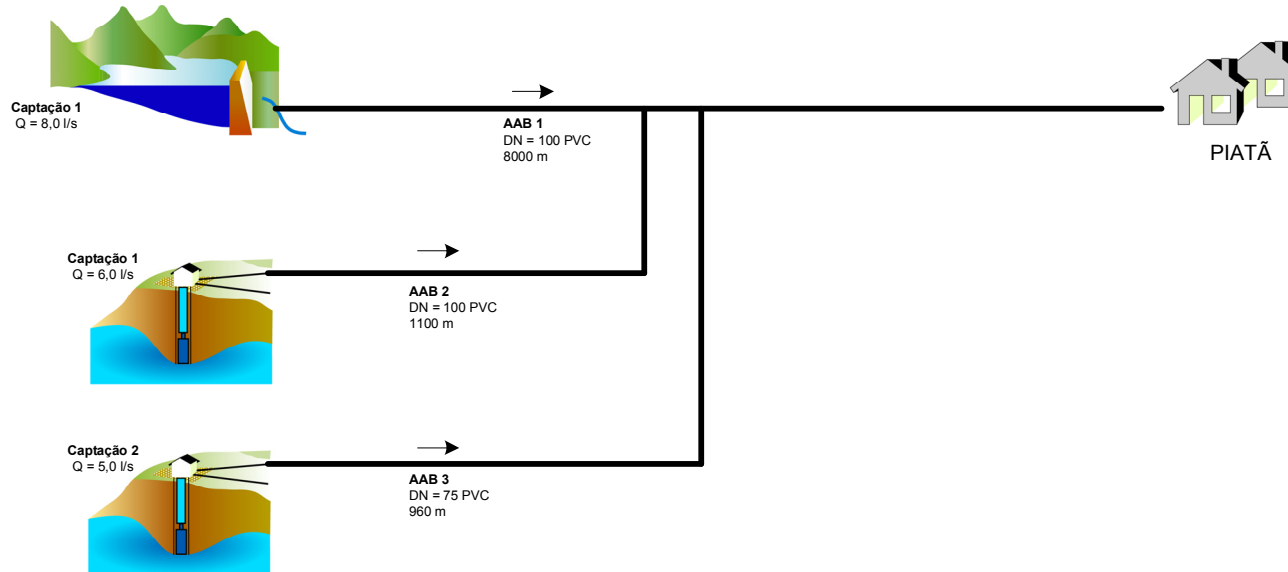 Captação 1
Q = 8,0 l/s
AAB 1
DN = 100 PVC
8000 m
PIATÃ
Captação 1
Q = 6,0 l/s
AAB 2
DN = 100 PVC
1100 m
Captação 2
Q = 5,0 l/s
AAB 3
DN = 75 PVC
960 m